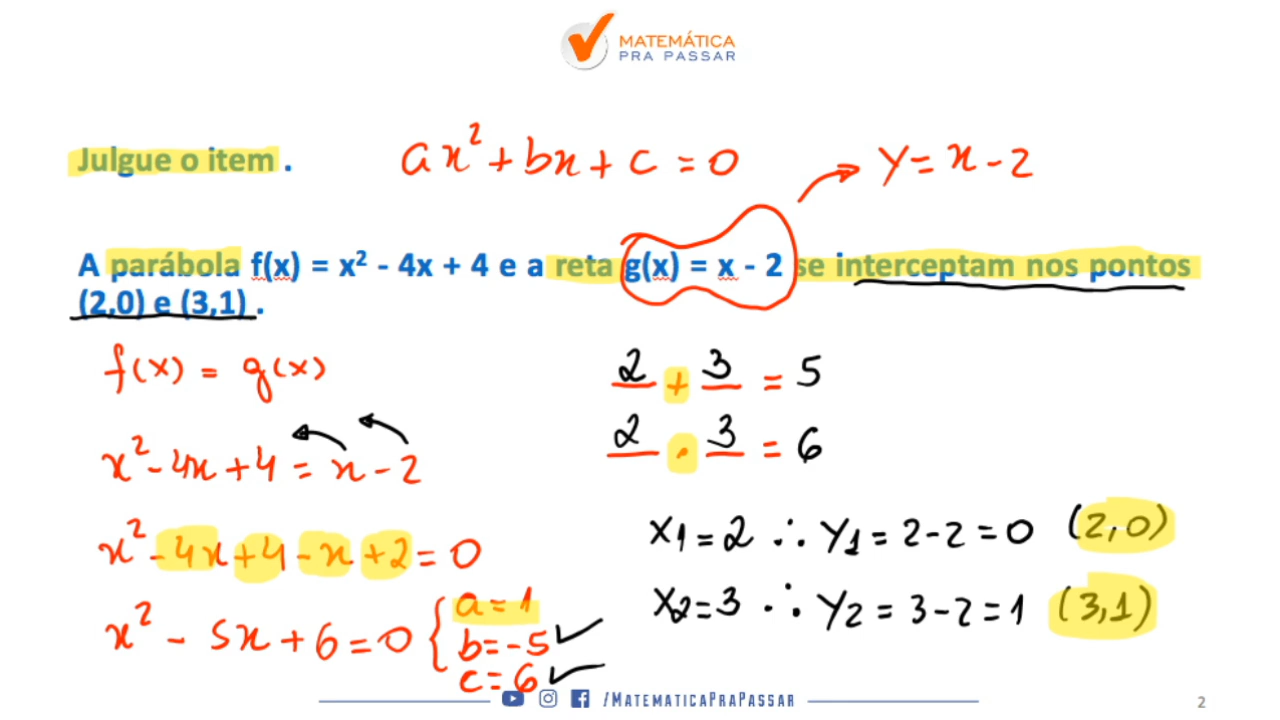 MATEMÁTICA
PRA PASSAR
Julgue o item .
ax² + bx + c = 0
y = x - 2
A parábola f(x) = x² - 4x + 4 e a reta g(x) = x - 2 se interceptam nos pontos
(2,0) e (3,1) .
f(x) = g(x)
x² - 4x + 4 = x - 2
x² - 4x + 4 - x + 2 = 0
x² - 5x + 6 = 0
a = 1
b = -5
c = 6
2 + 3 = 5
2 · 3 = 6
x1 = 2 ∴ y1 = 2 - 2 = 0 (2,0)
x2 = 3 ∴ y2 = 3 - 2 = 1 (3,1)
/MATEMATICAPRAPASSAR
2